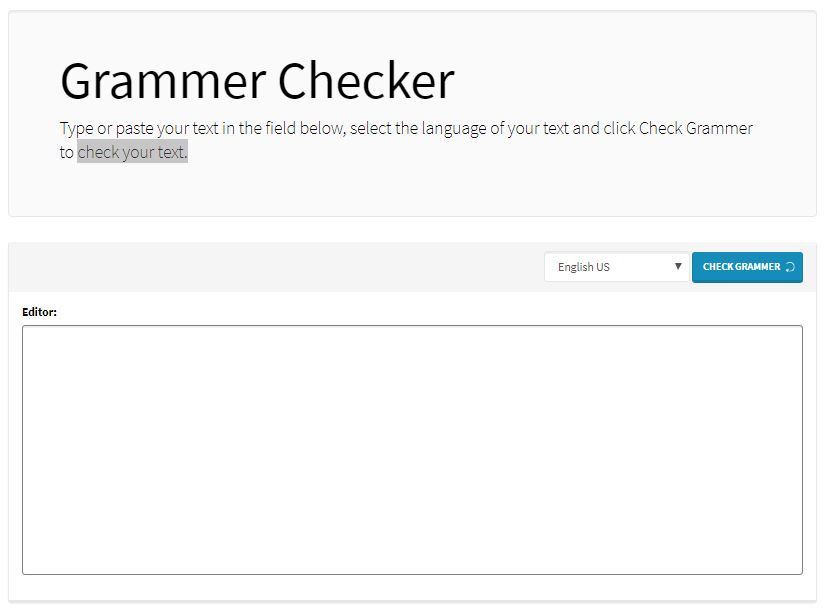 Grammer Checker
Type or paste your text in the field below, select the language of your text and click Check Grammer
to check your text.
English US
CHECK GRAMMER
Editor: